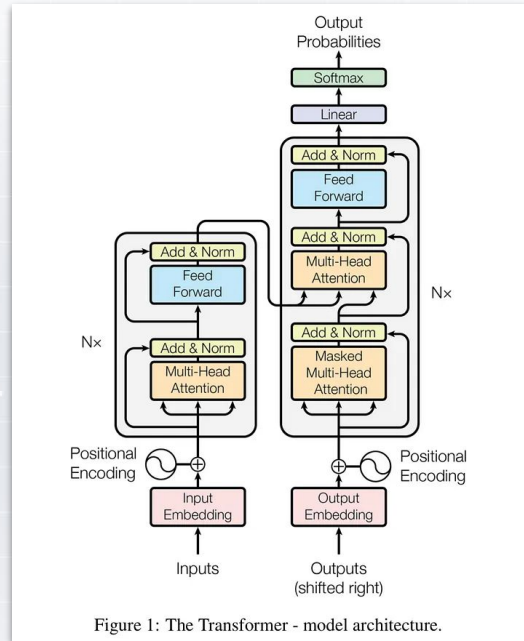 Output
Probabilities
Softmax
Linear
Add & Norm
Feed
Forward
Add & Norm
Multi-Head
Attention
Nx
Add & Norm
Masked
Multi-Head
Attention
Add & Norm
Feed
Forward
Nx
Add & Norm
Multi-Head
Attention
Positional
Encoding
Positional
Encoding
Input
Embedding
Output
Embedding
Inputs
Outputs
(shifted right)
Figure 1: The Transformer - model architecture.